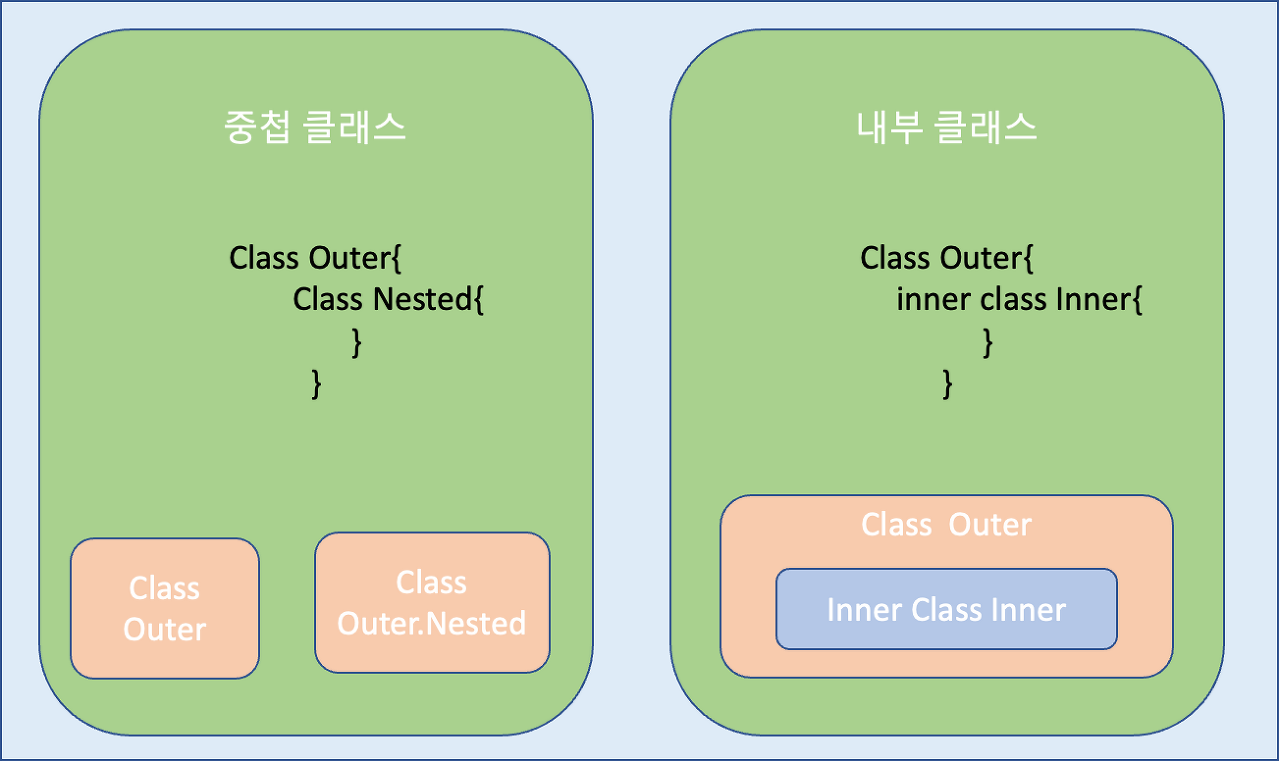 중첩 클래스
Class Outer{
Class Nested{
}
}
Class
Outer
Class
Outer.Nested
내부 클래스
Class Outer{
inner class Inner{
}
}
Class Outer
Inner Class Inner